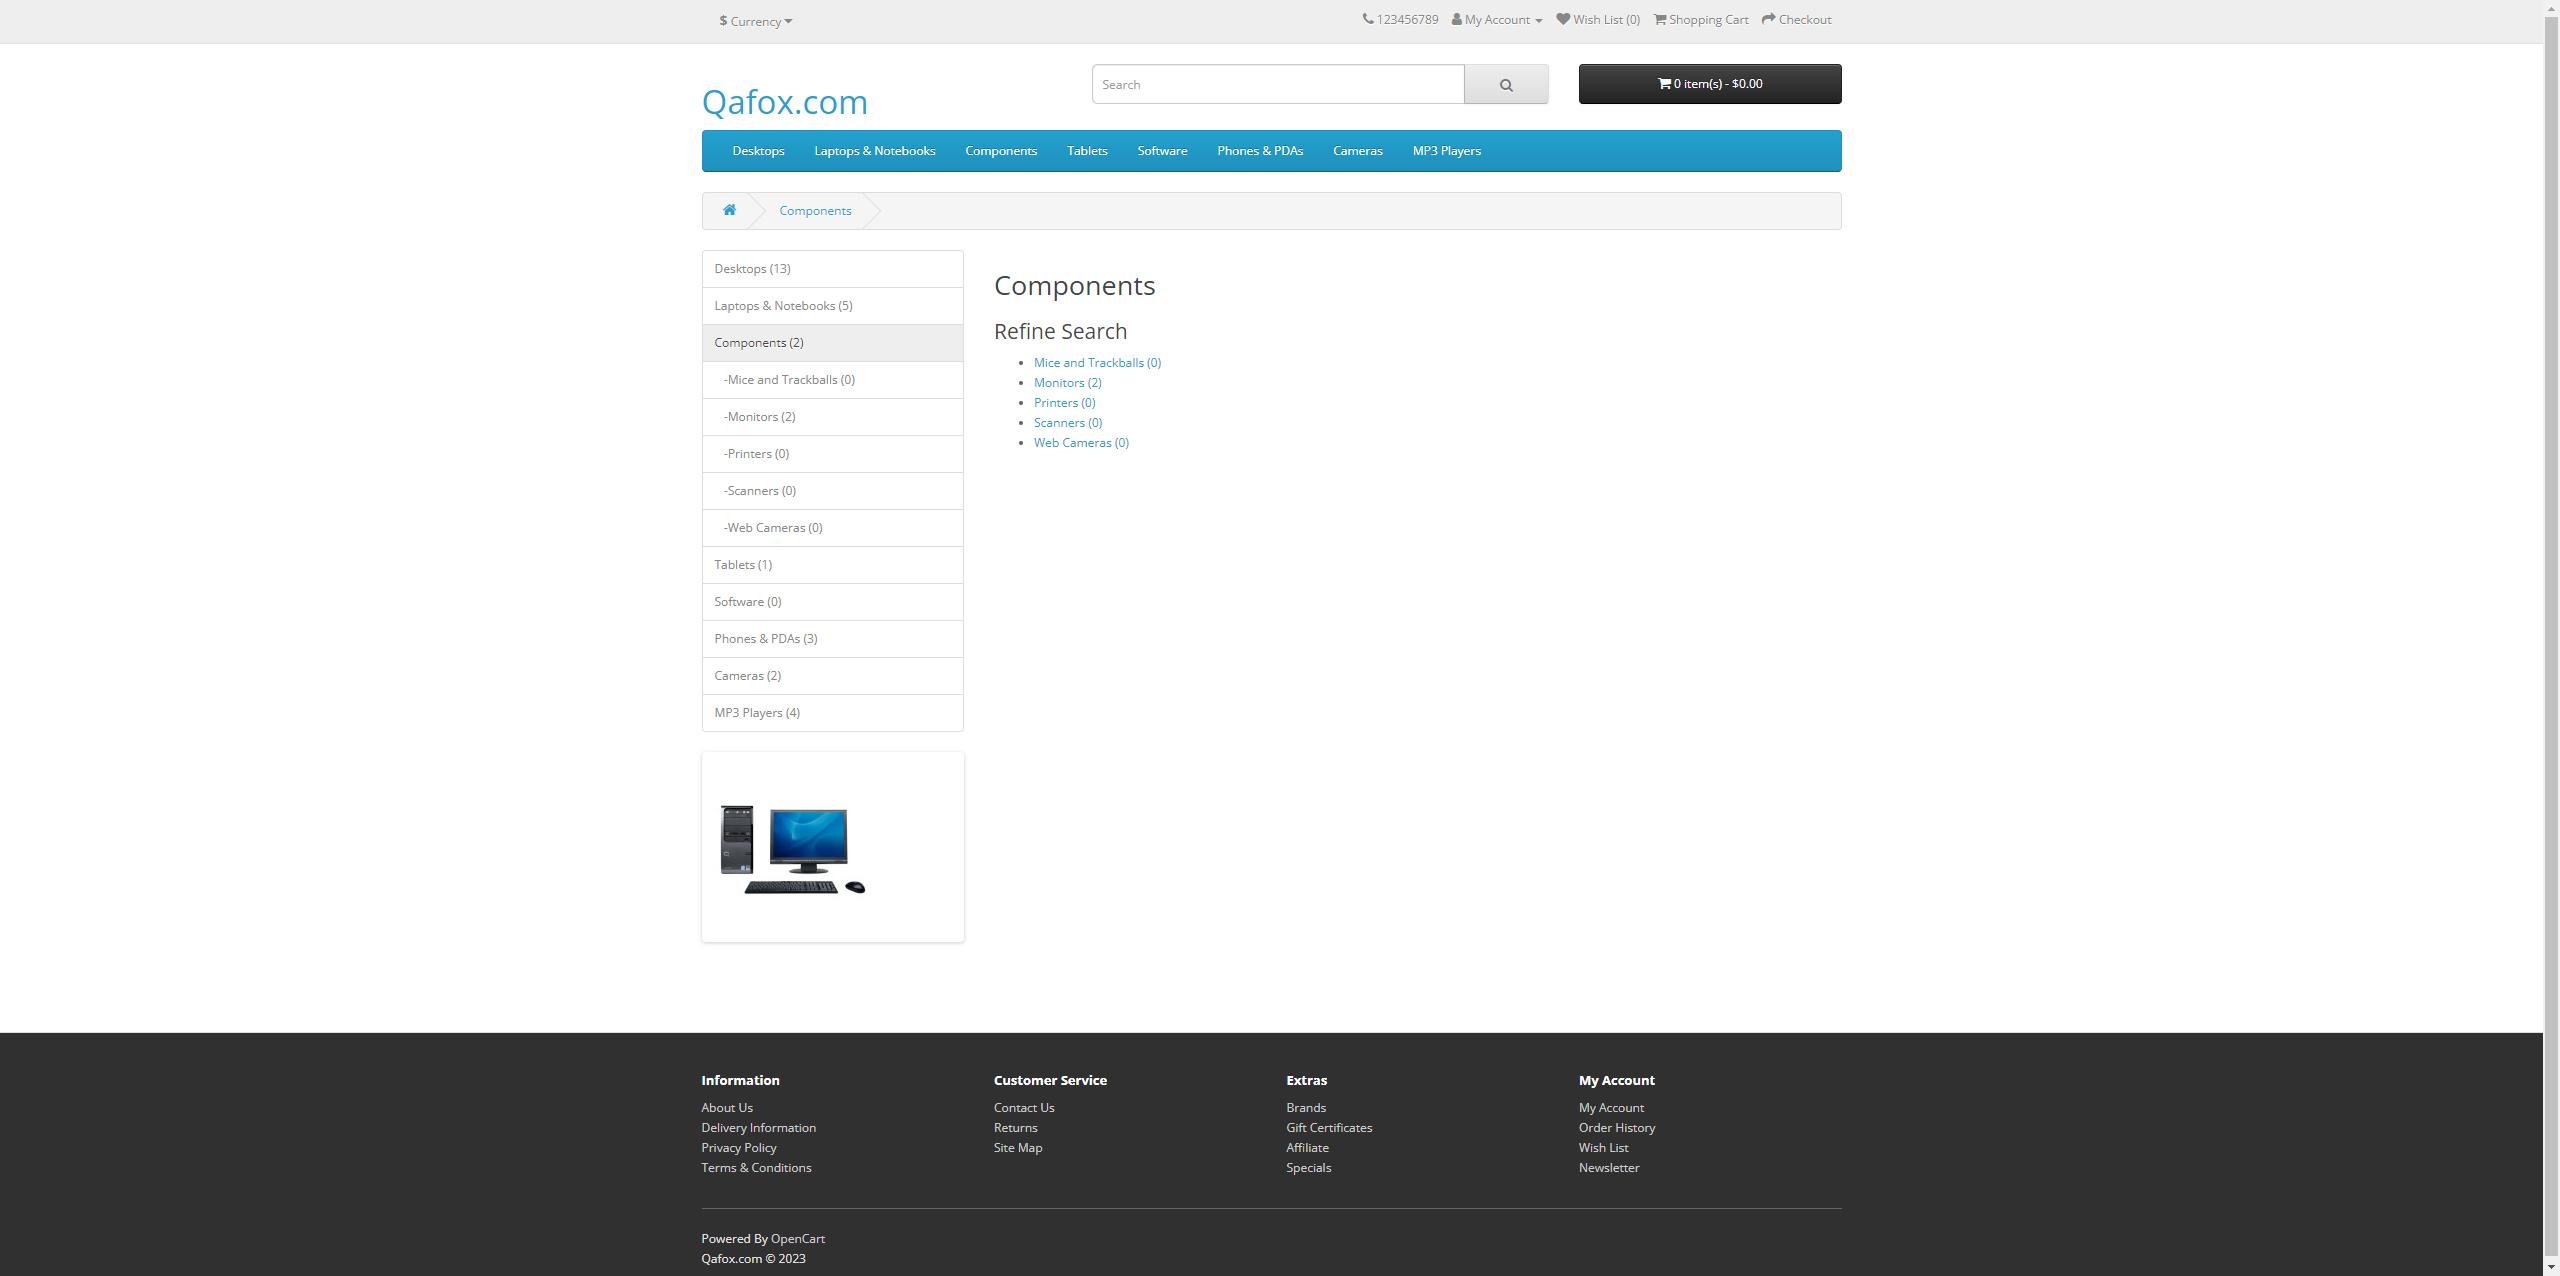 $ Currency
123456789 My Account Wish List (0) Shopping Cart Checkout
Qafox.com
Search
0 item(s) - $0.00
Desktops Laptops & Notebooks Components Tablets Software Phones & PDAs Cameras MP3 Players
Components
Desktops (13)
Laptops & Notebooks (5)
Components (2)
-Mice and Trackballs (0)
-Monitors (2)
-Printers (0)
-Scanners (0)
-Web Cameras (0)
Tablets (1)
Software (0)
Phones & PDAs (3)
Cameras (2)
MP3 Players (4)
Components
Refine Search
Mice and Trackballs (0)
Monitors (2)
Printers (0)
Scanners (0)
Web Cameras (0)
Information
About Us
Delivery Information
Privacy Policy
Terms & Conditions
Customer Service
Contact Us
Returns
Site Map
Extras
Brands
Gift Certificates
Affiliate
Specials
My Account
My Account
Order History
Wish List
Newsletter
Powered By OpenCart
Qafox.com © 2023